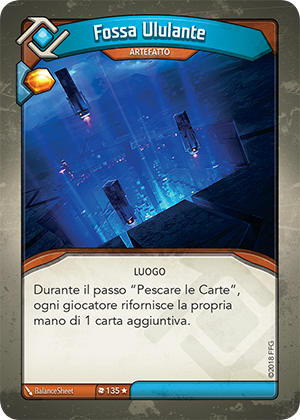 Fossa Ululante
ARTEFATTO
LUOGO
Durante il passo “Pescare le Carte”,
ogni giocatore rifornisce la propria
mano di 1 carta aggiuntiva.
©2018 FFG
BalanceSheet
135★